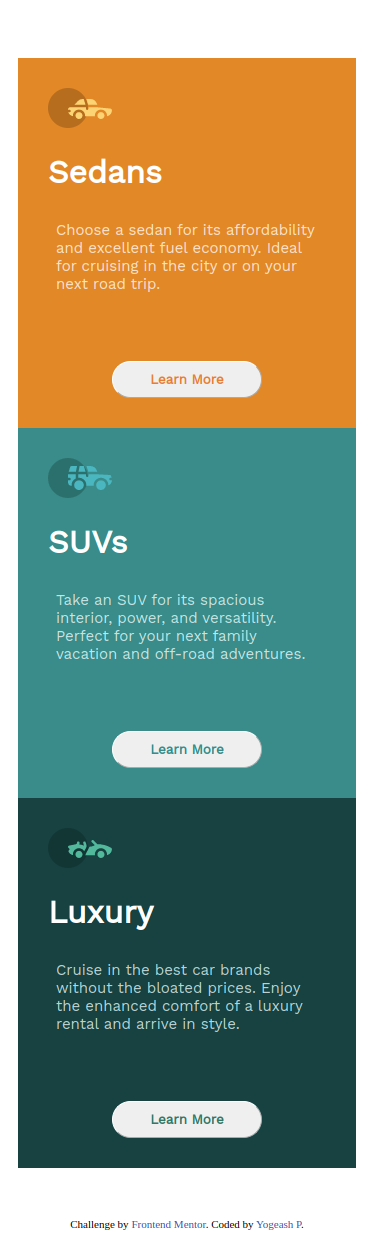 Sedans
Choose a sedan for its affordability
and excellent fuel economy. Ideal
for cruising in the city or on your
next road trip.
Learn More
SUVs
Take an SUV for its spacious
interior, power, and versatility.
Perfect for your next family
vacation and off-road adventures.
Learn More
Luxury
Cruise in the best car brands
without the bloated prices. Enjoy
the enhanced comfort of a luxury
rental and arrive in style.
Learn More
Challenge by Frontend Mentor. Coded by Yogeash P.